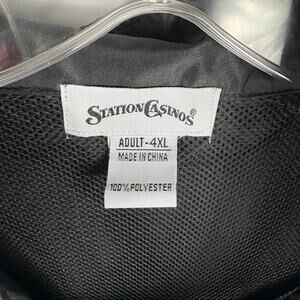 STATION CASINOS®
ADULT-4XL
MADE IN CHINA
100% POLYESTER